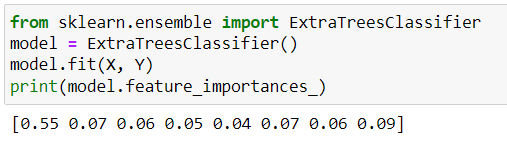 from sklearn.ensemble import ExtraTreesClassifier
model = ExtraTreesClassifier()
model.fit(X, Y)
print(model.feature_importances_)
[0.55 0.07 0.06 0.05 0.04 0.07 0.06 0.09]